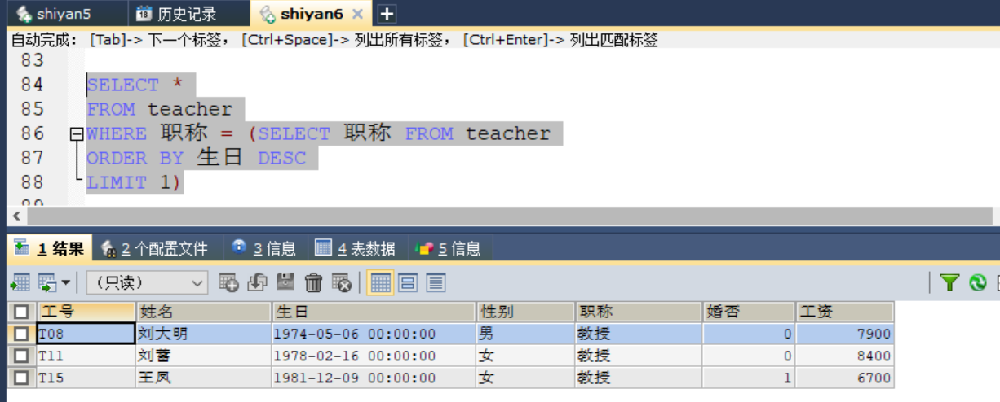 shiyan5 历史记录 shiyan6
自动完成： [Tab]-> 下一个标签， [Ctrl+Space]-> 列出所有标签， [Ctrl+Enter]-> 列出匹配标签
83
84 SELECT *
85 FROM teacher
86 WHERE 职称 = (SELECT 职称 FROM teacher
87 ORDER BY 生日 DESC
88 LIMIT 1)
1 结果 2 个配置文件 3 信息 4 表数据 5 信息
（只读）
工号 姓名 生日 性别 职称 婚否 工资
T08 刘大明 1974-05-06 00:00:00 男 教授 0 7900
T11 刘蔷 1978-02-16 00:00:00 女 教授 0 8400
T15 王凤 1981-12-09 00:00:00 女 教授 1 6700